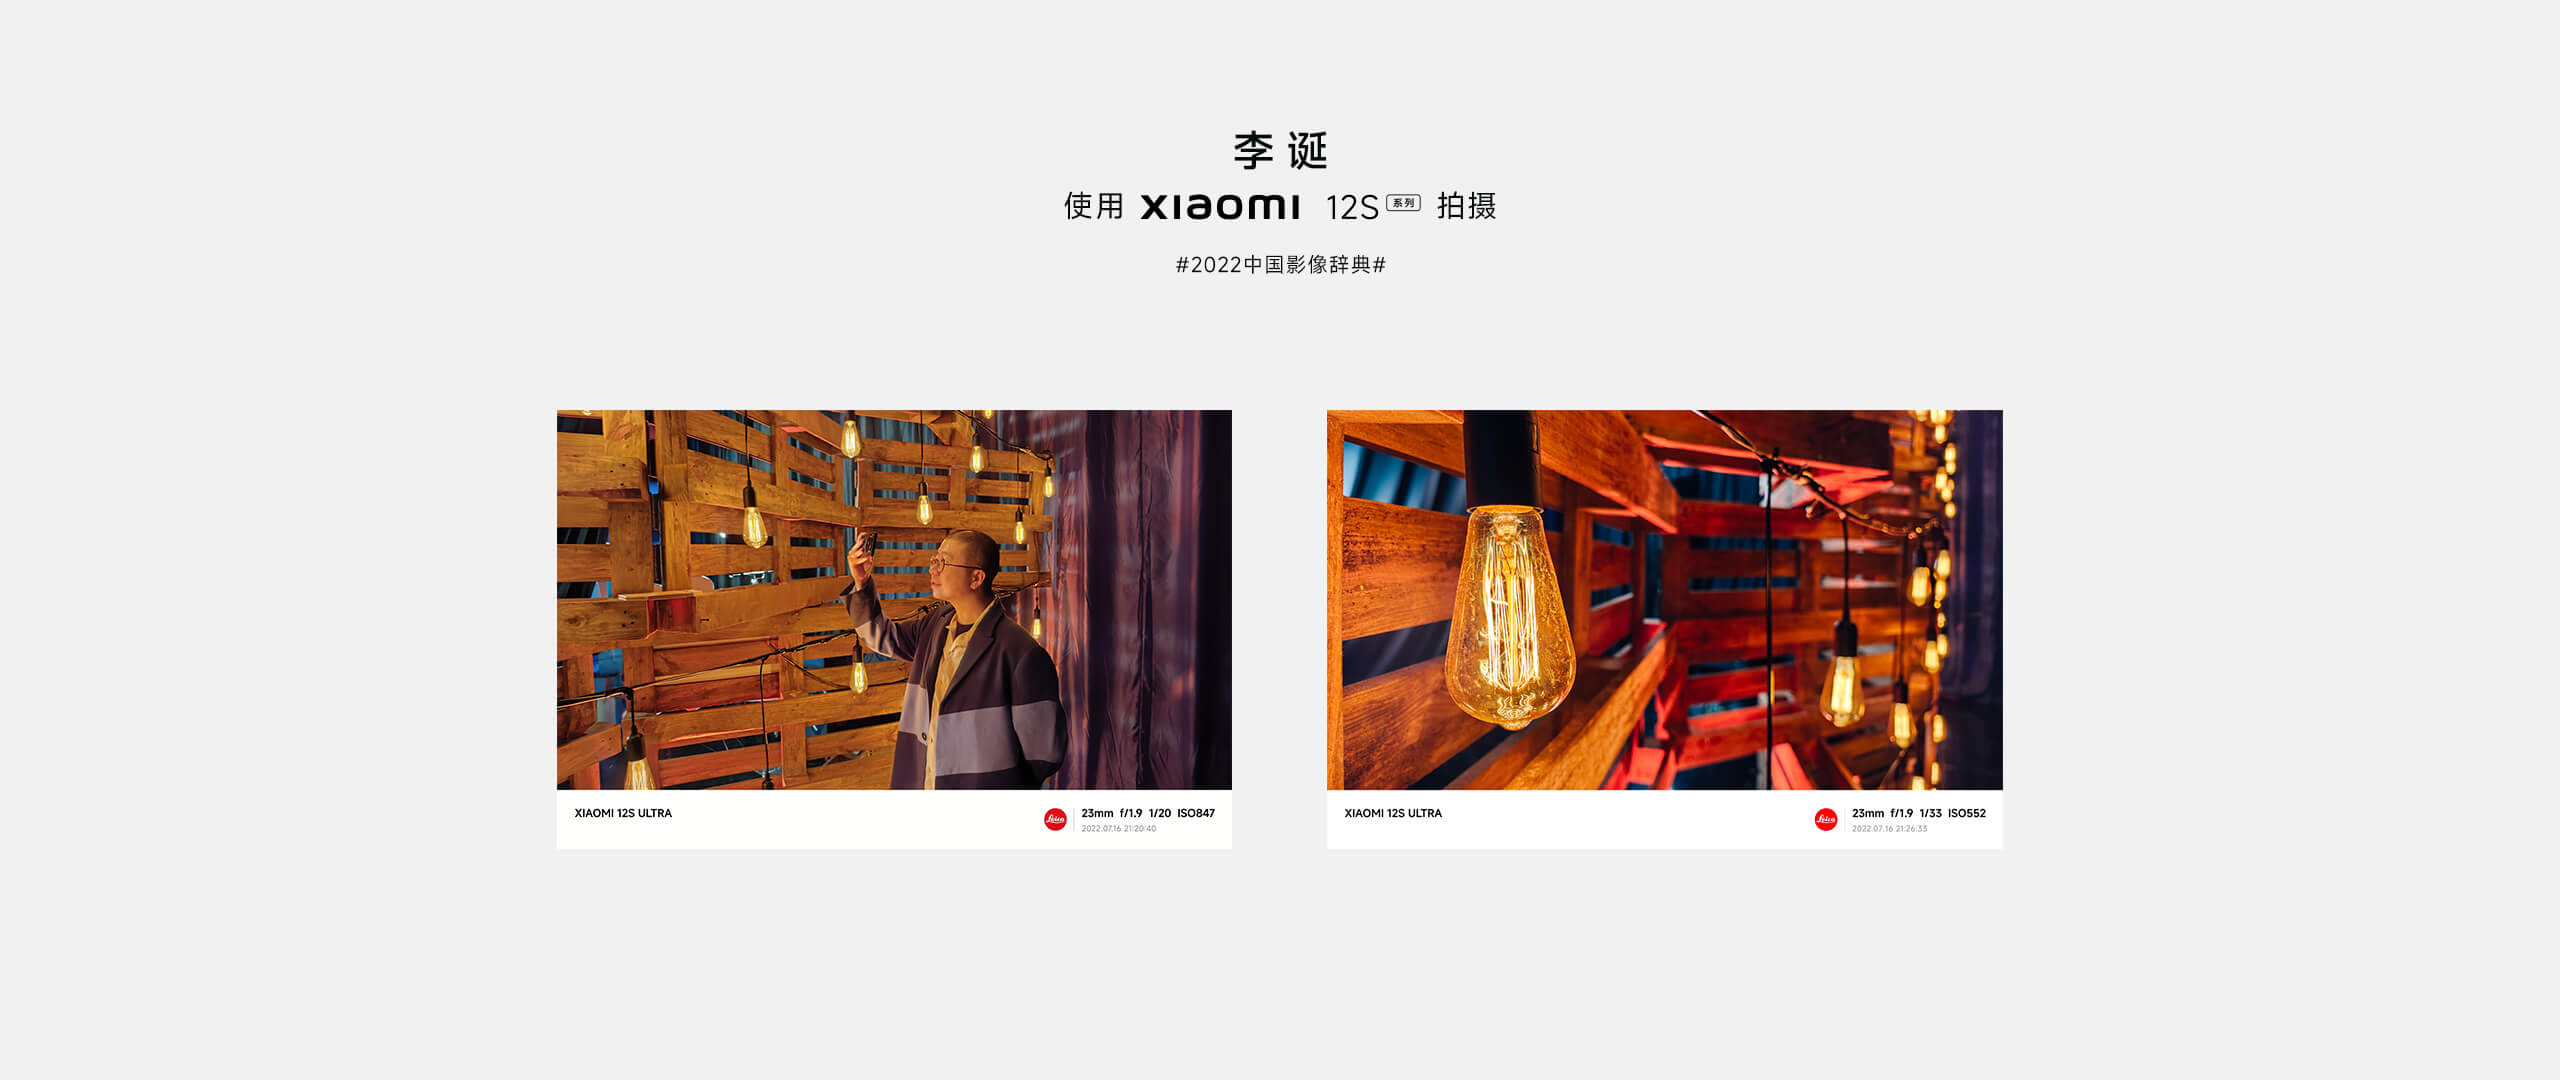 李诞
使用 xiaomi 12S 系列 拍摄
#2022中国影像辞典#
XIAOMI 12S ULTRA
Leica
23mm f/1.9 1/20 ISO847
2022.07.16 21:20:40
XIAOMI 12S ULTRA
Leica
23mm f/1.9 1/33 ISO552
2022.07.16 21:26:33